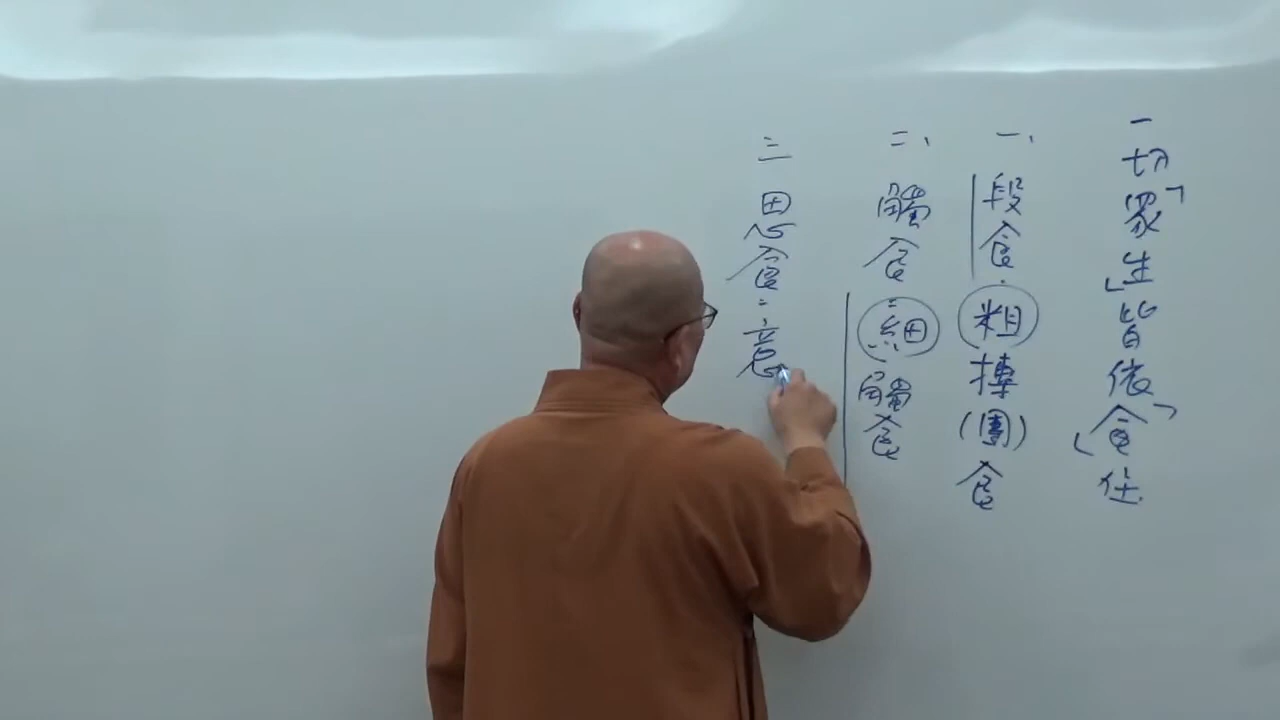 一切「眾生」皆依「食」住
一、段食：粗摶(團)食
二、觸食：細觸食
三 思食：意